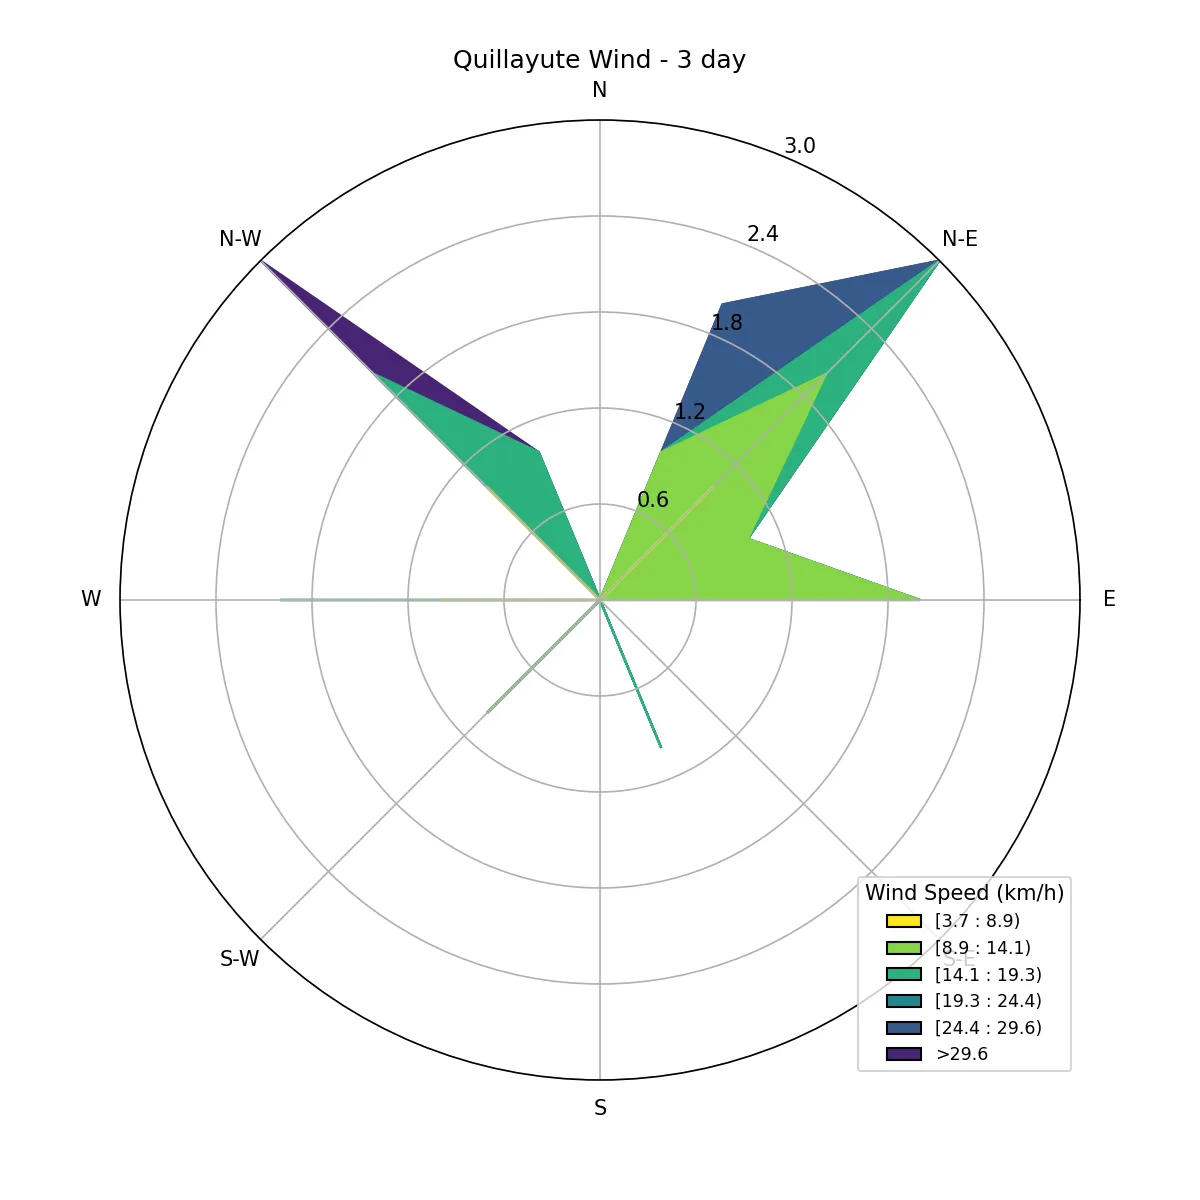 Quillayute Wind - 3 day
N
3.0
N-W
2.4
N-E
1.8
1.2
0.6
W
E
S-W
S-E
S
Wind Speed (km/h)
[3.7 : 8.9)
[8.9 : 14.1)
[14.1 : 19.3)
[19.3 : 24.4)
[24.4 : 29.6)
>29.6